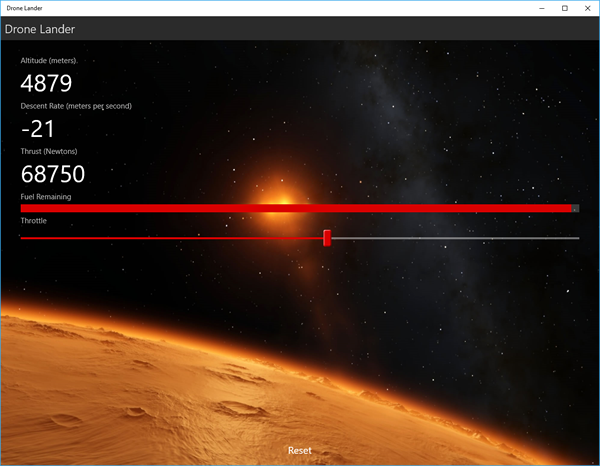 Drone Lander
Drone Lander
Altitude (meters)
4879
Descent Rate (meters per second)
-21
Thrust (Newtons)
68750
Fuel Remaining
Throttle
Reset